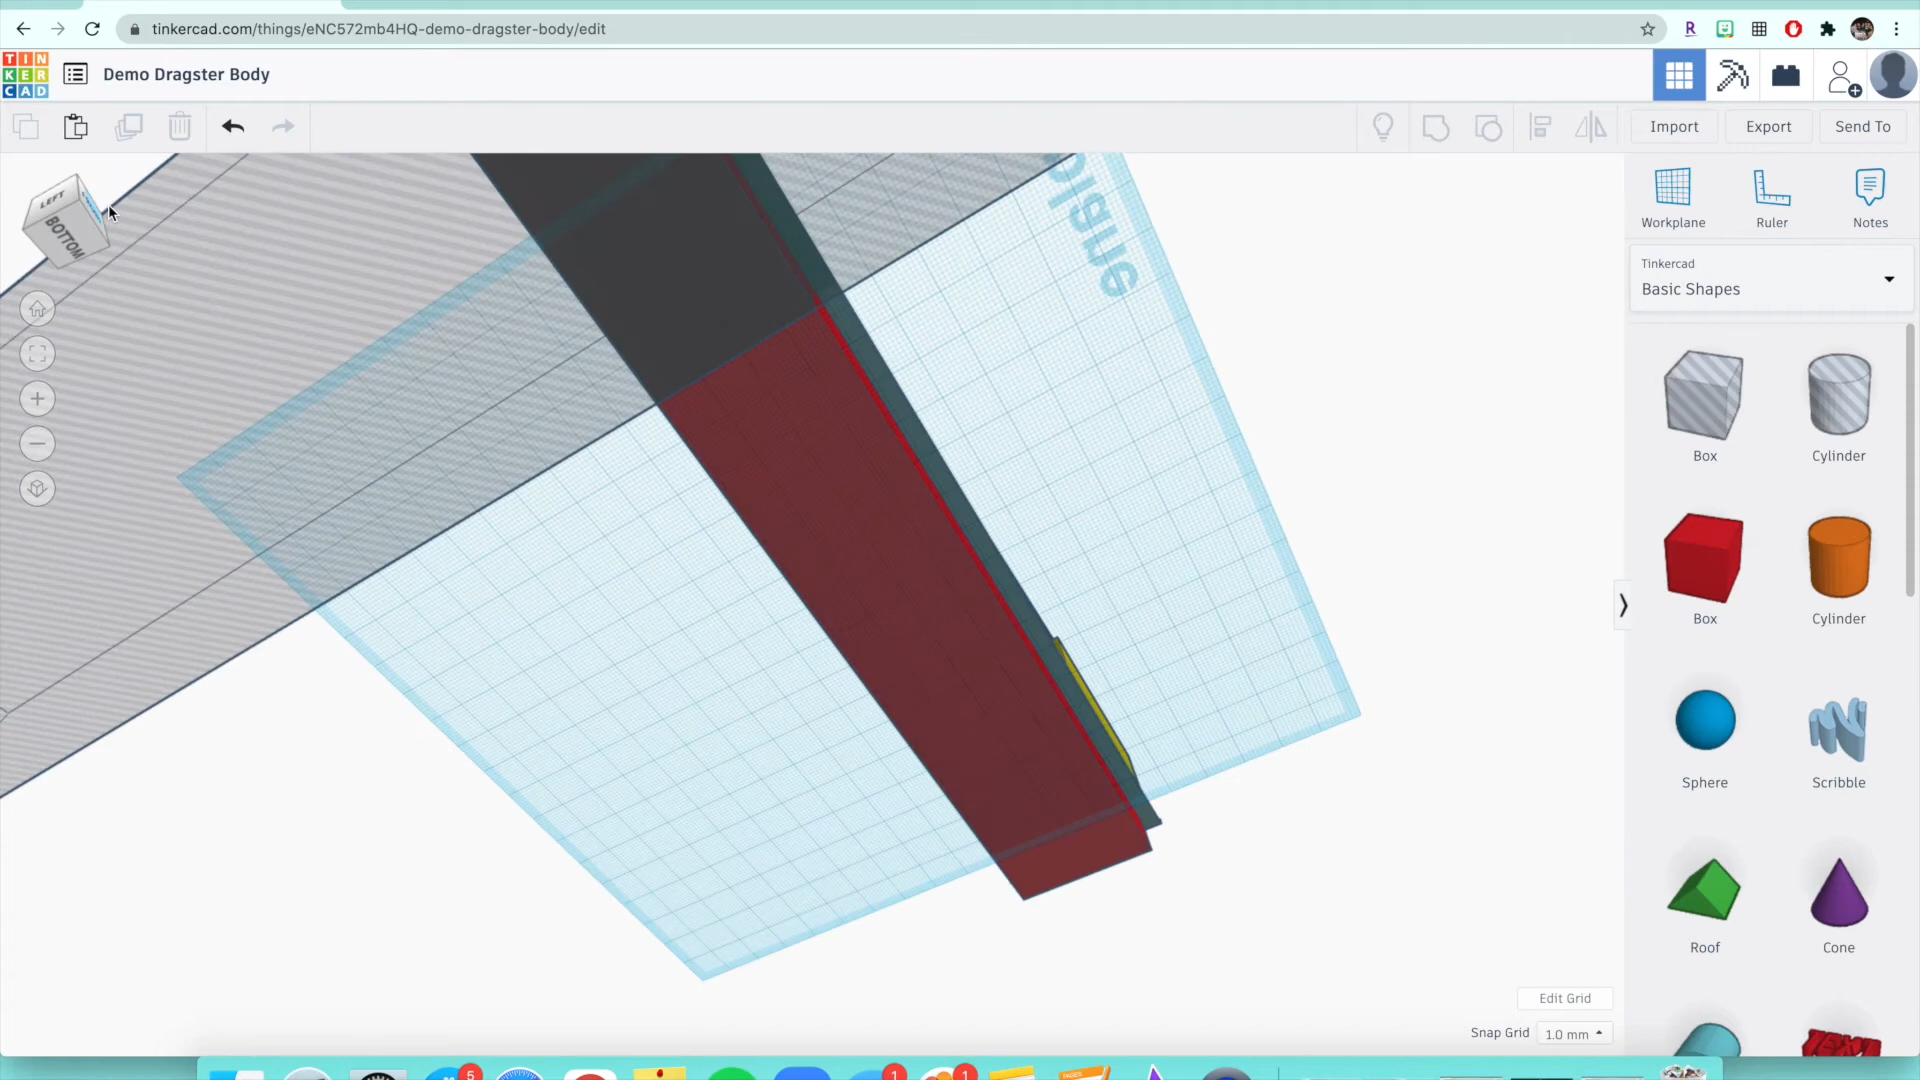 tinkercad.com/things/eNC572mb4HQ-demo-dragster-body/edit
R
TIN
KER
CAD
Demo Dragster Body
Import
Export
Send To
LEFT
BOTTOM
Workplane
Ruler
Notes
Tinkercad
Basic Shapes
Box
Cylinder
Box
Cylinder
Sphere
Scribble
Roof
Cone
TEXT
Edit Grid
Snap Grid
1.0 mm
5
1
1
PAGES